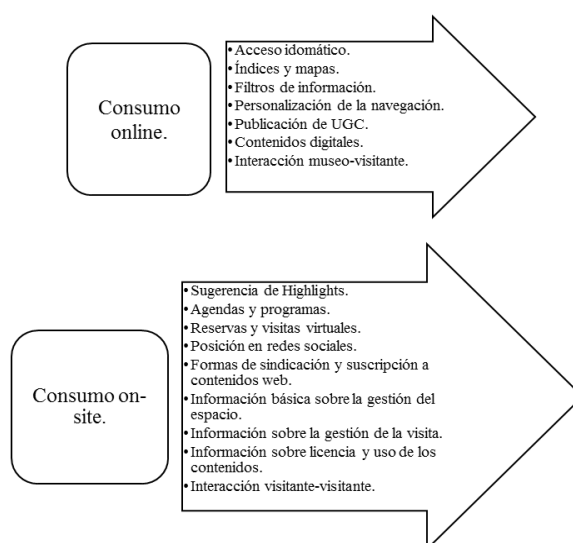 Consumo
online.
• Acceso idomático.
• Índices y mapas.
• Filtros de información.
• Personalización de la navegación.
• Publicación de UGC.
• Contenidos digitales.
• Interacción museo-visitante.
Consumo on-
site.
• Sugerencia de Highlights.
• Agendas y programas.
• Reservas y visitas virtuales.
• Posición en redes sociales.
• Formas de sindicación y suscripción a
contenidos web.
• Información básica sobre la gestión del
espacio.
• Información sobre la gestión de la visita.
• Información sobre licencia y uso de los
contenidos.
• Interacción visitante-visitante.